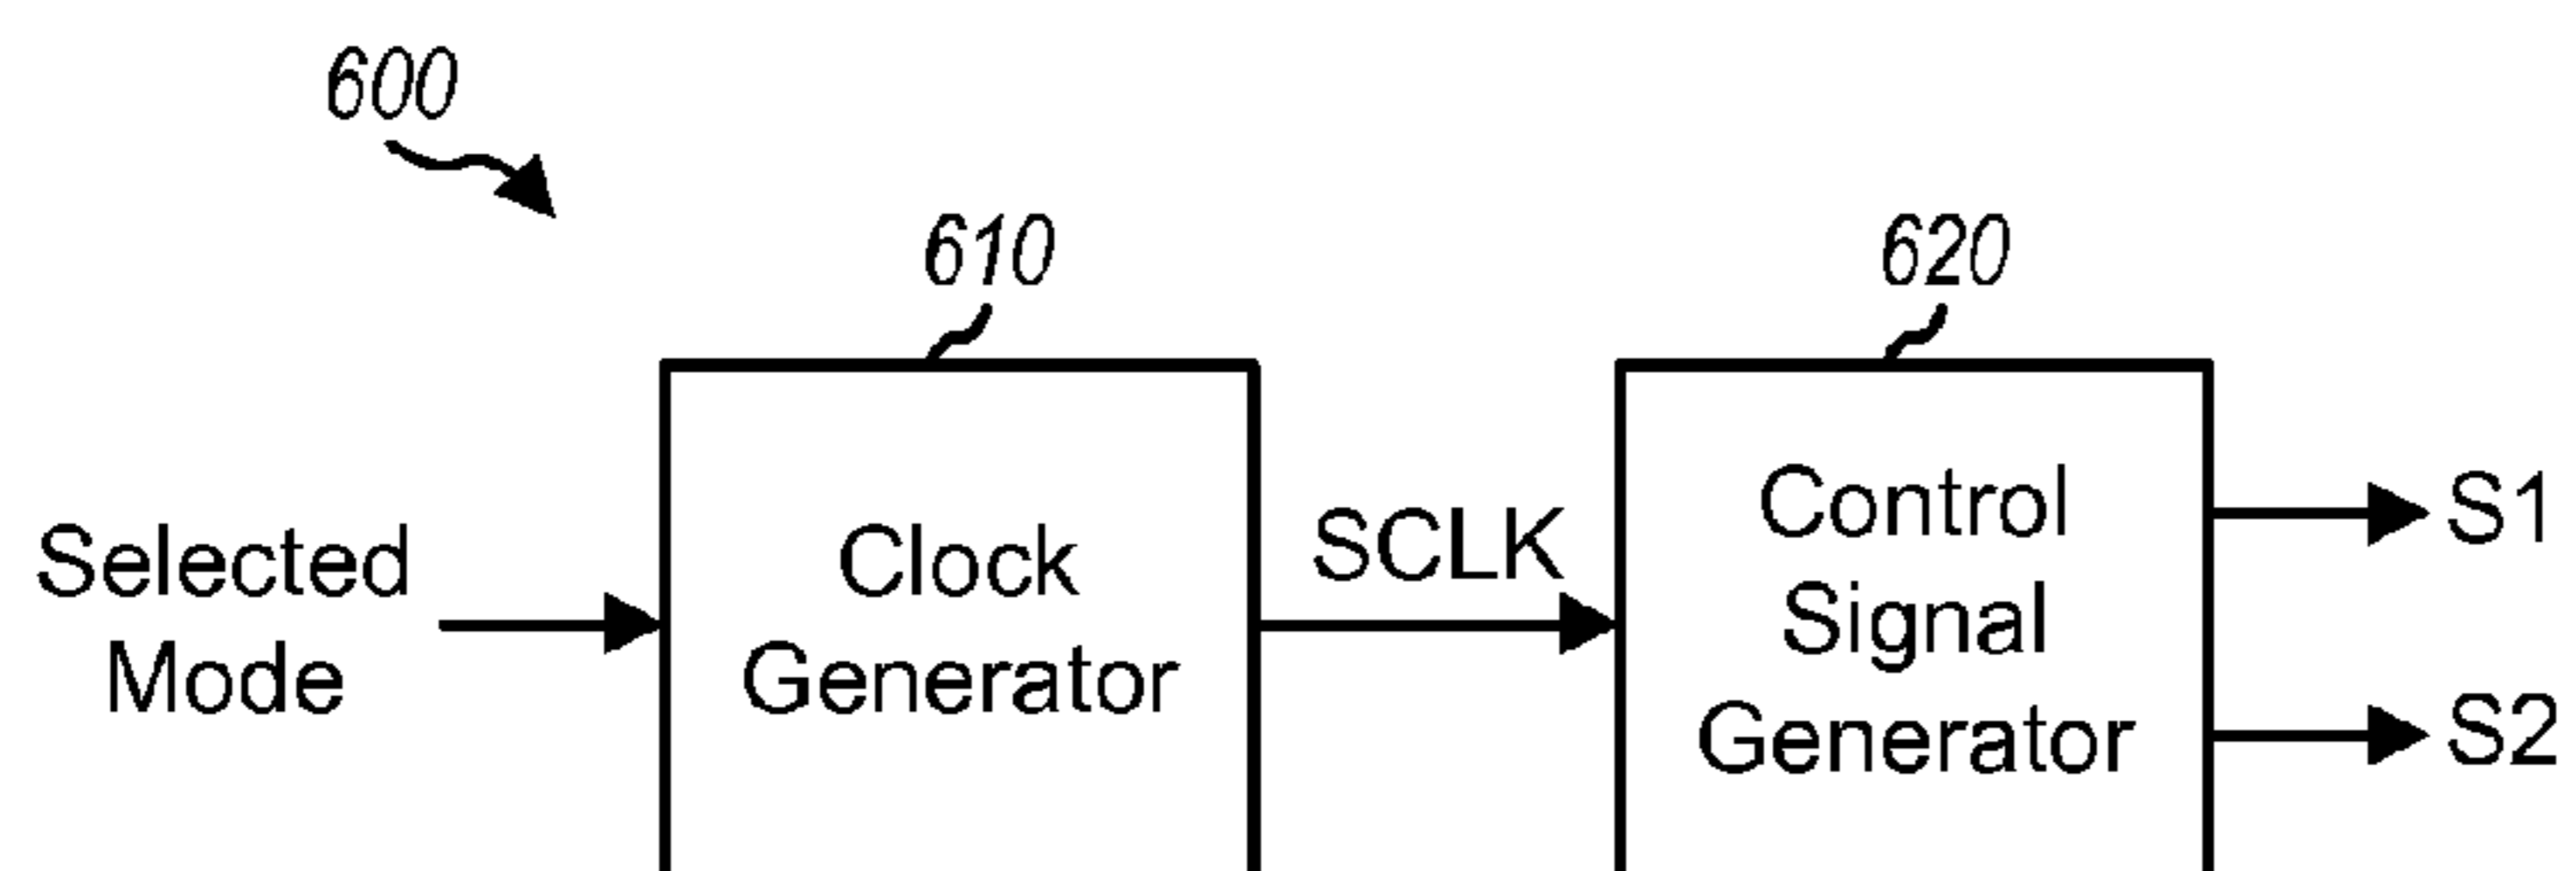 600
610
620
Selected
Mode
Clock
Generator
SCLK
Control
Signal
Generator
S1
S2